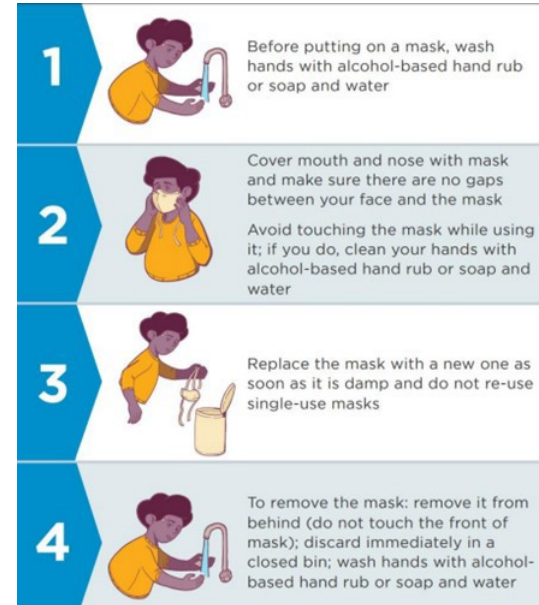 1
Before putting on a mask, wash
hands with alcohol-based hand rub
or soap and water
2
Cover mouth and nose with mask
and make sure there are no gaps
between your face and the mask
Avoid touching the mask while using
it; if you do, clean your hands with
alcohol-based hand rub or soap and
water
3
Replace the mask with a new one as
soon as it is damp and do not re-use
single-use masks
4
To remove the mask: remove it from
behind (do not touch the front of
mask); discard immediately in a
closed bin; wash hands with alcohol-
based hand rub or soap and water